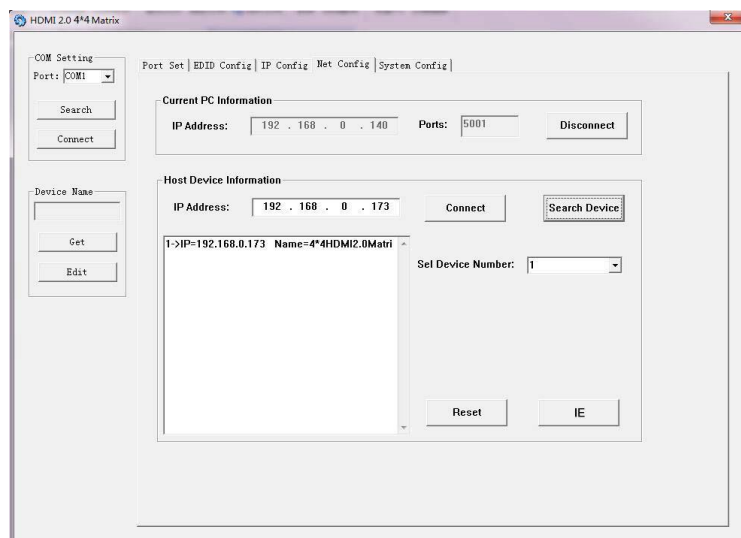 HDMI 2.0 4*4 Matrix
COM Setting
Port: COM1
Search
Connect
Device Name
Get
Edit
Port Set EDID Config IP Config Net Config System Config
Current PC Information
IP Address: 192 . 168 . 0 . 140 Ports: 5001 Disconnect
Host Device Information
IP Address: 192 . 168 . 0 . 173 Connect Search Device
1->IP=192.168.0.173 Name=4*4HDMI2.0Matri
Sel Device Number: 1
Reset IE